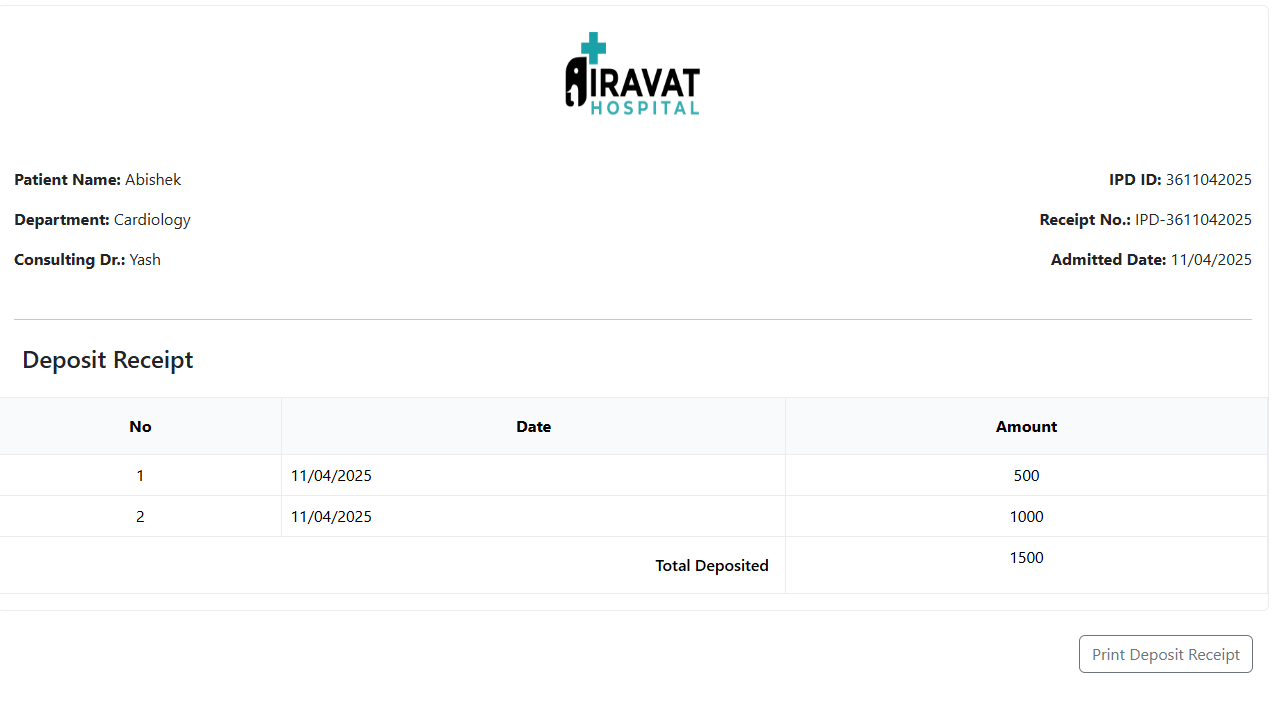 AIRAVAT
HOSPITAL
Patient Name: Abishek
IPD ID: 3611042025
Department: Cardiology
Receipt No.: IPD-3611042025
Consulting Dr.: Yash
Admitted Date: 11/04/2025
Deposit Receipt
No Date Amount
1 11/04/2025 500
2 11/04/2025 1000
Total Deposited 1500
Print Deposit Receipt